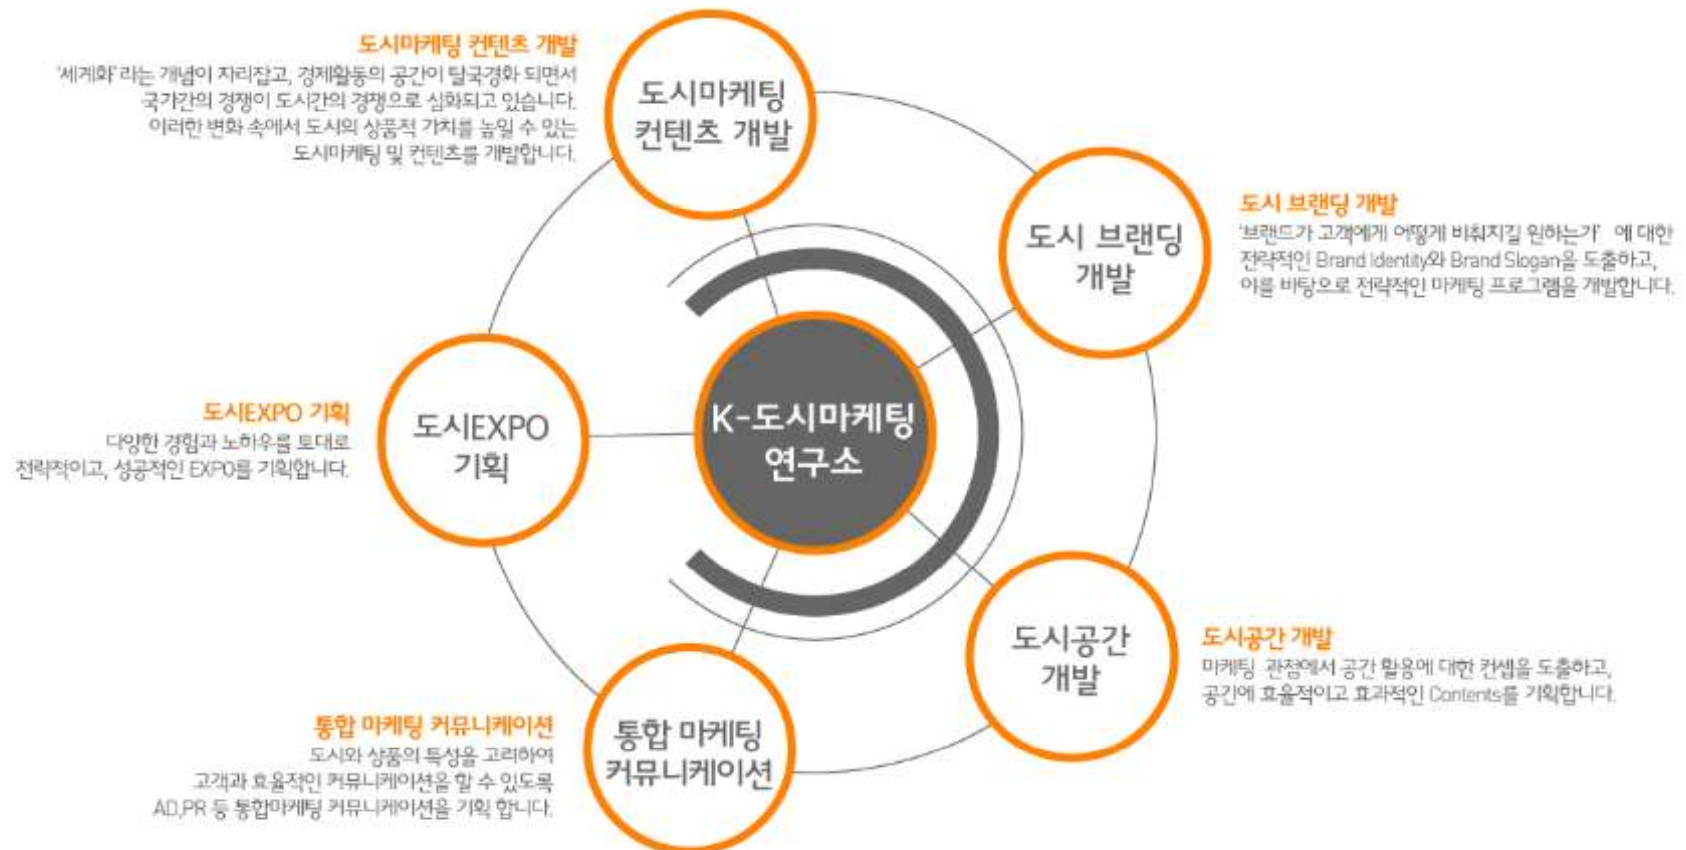 도시마케팅 컨텐츠 개발
'세계화' 라는 개념이 자리잡고, 경제활동의 공간이 탈국경화 되면서
국가간의 경쟁이 도시간의 경쟁으로 심화되고 있습니다.
이러한 변화 속에서 도시의 상품적 가치를 높일 수 있는
도시마케팅 및 컨텐츠를 개발합니다.
도시마케팅
컨텐츠 개발
도시 브랜딩
개발
도시 브랜딩 개발
'브랜드가 고객에게 어떻게 비춰지길 원하는가' 에 대한
전략적인 Brand Identity와 Brand Slogan을 도출하고,
이를 바탕으로 전략적인 마케팅 프로그램을 개발합니다.
도시EXPO 기획
다양한 경험과 노하우를 토대로
전략적이고, 성공적인 EXPO를 기획합니다.
도시EXPO
기획
K-도시마케팅
연구소
도시공간
개발
도시공간 개발
마케팅 관점에서 공간 활용에 대한 컨셉을 도출하고,
공간에 효율적이고 효과적인 Contents를 기획합니다.
통합 마케팅 커뮤니케이션
도시와 상품의 특성을 고려하여
고객과 효율적인 커뮤니케이션을 할 수 있도록
AD,PR 등 통합마케팅 커뮤니케이션을 기획 합니다.
통합 마케팅
커뮤니케이션